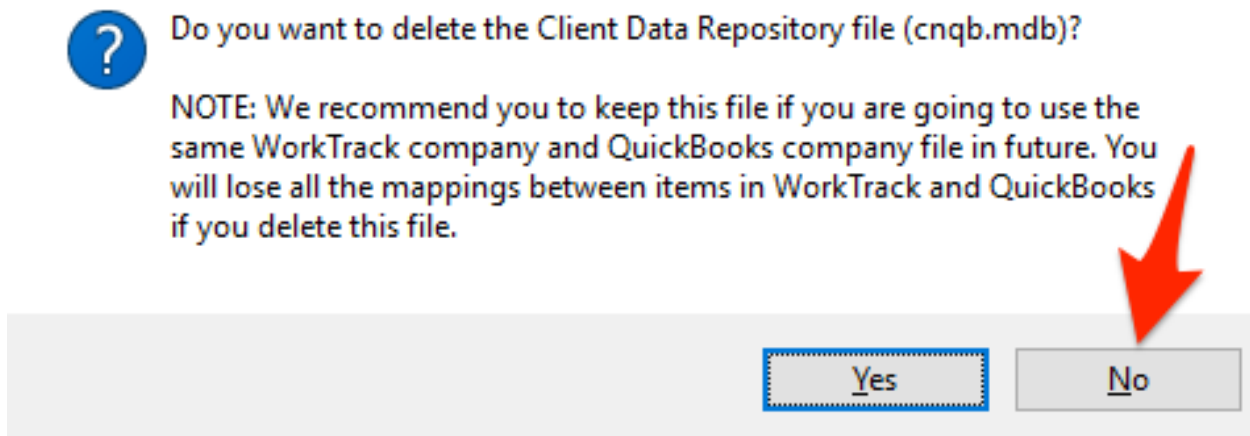 Do you want to delete the Client Data Repository file (cnqb.mdb)?
NOTE: We recommend you to keep this file if you are going to use the
same WorkTrack company and QuickBooks company file in future. You
will lose all the mappings between items in WorkTrack and QuickBooks
if you delete this file.
Yes
No